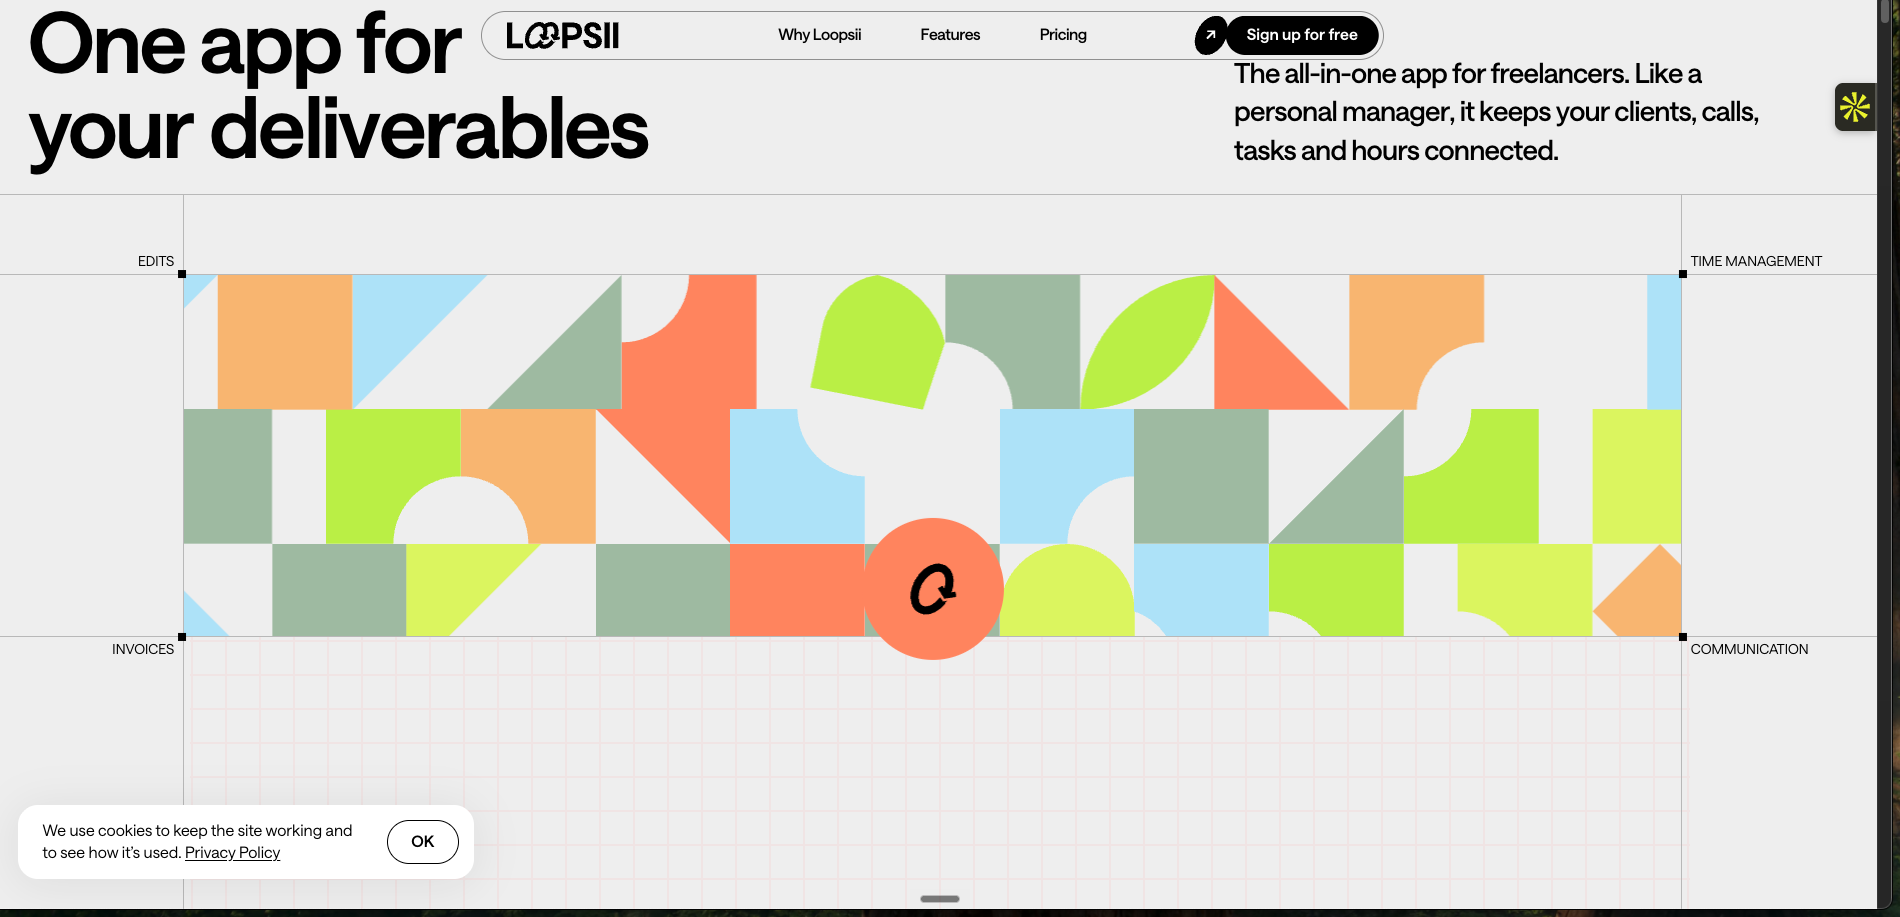 One app for
your deliverables
LOOPSII
Why Loopsii
Features
Pricing
Sign up for free
The all-in-one app for freelancers. Like a
personal manager, it keeps your clients, calls,
tasks and hours connected.
EDITS
TIME MANAGEMENT
INVOICES
COMMUNICATION
We use cookies to keep the site working and
to see how it’s used. Privacy Policy
OK